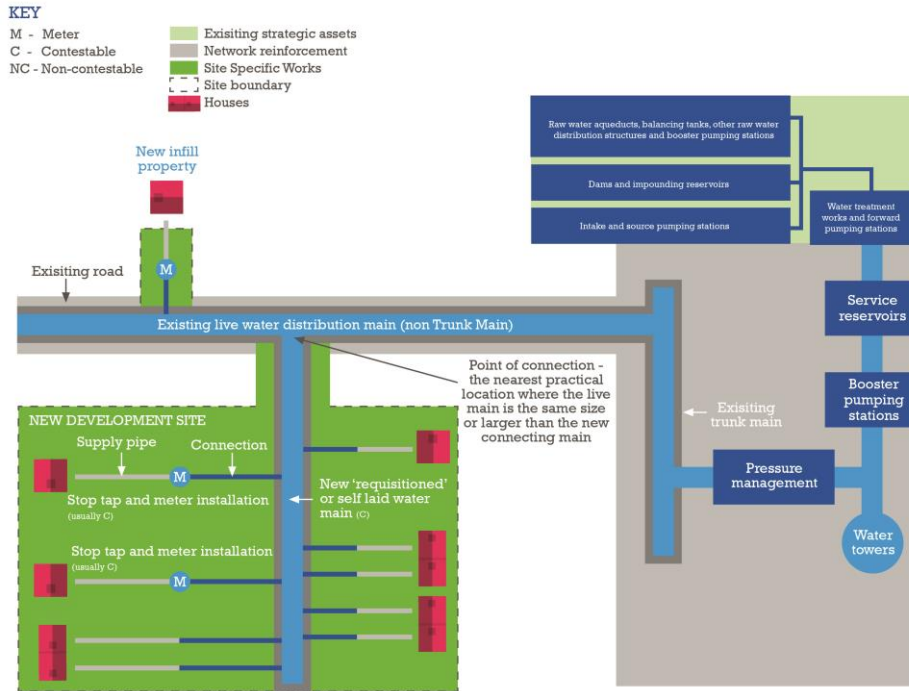 KEY
M - Meter
C - Contestable
NC - Non-contestable
Exisiting strategic assets
Network reinforcement
Site Specific Works
Site boundary
Houses
New infill
property
M
Exisiting road
Existing live water distribution main (non Trunk Main)
Raw water aqueducts, balancing tanks, other raw water
distribution structures and booster pumping stations
Dams and impounding reservoirs
Intake and source pumping stations
Water treatment
works and forward
pumping stations
Service
reservoirs
Booster
pumping
stations
Exisiting
trunk main
Pressure
management
Water
towers
Point of connection -
the nearest practical
location where the live
main is the same size
or larger than the new
connecting main
NEW DEVELOPMENT SITE
Supply pipe
Connection
M
Stop tap and meter installation
(usually C)
New ‘requisitioned’
or self laid water
main (C)
Stop tap and meter installation
(usually C)
M